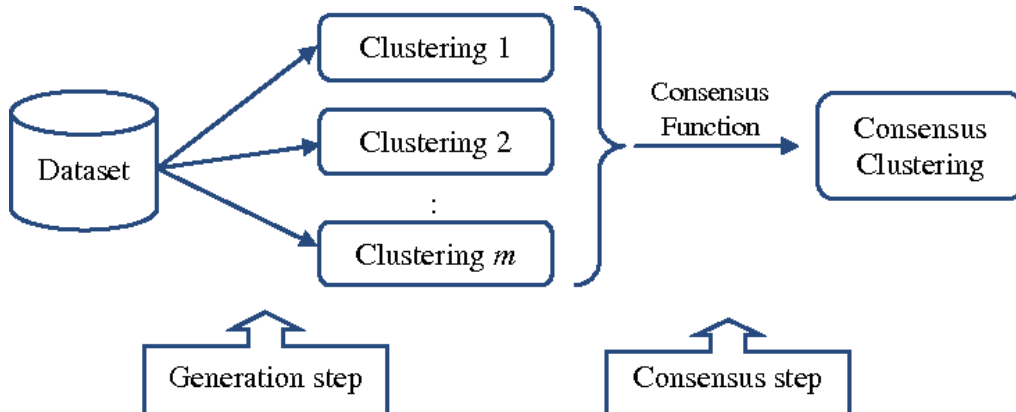 Dataset
Clustering 1
Clustering 2
:
Clustering m
Consensus
Function
Consensus
Clustering
Generation step
Consensus step